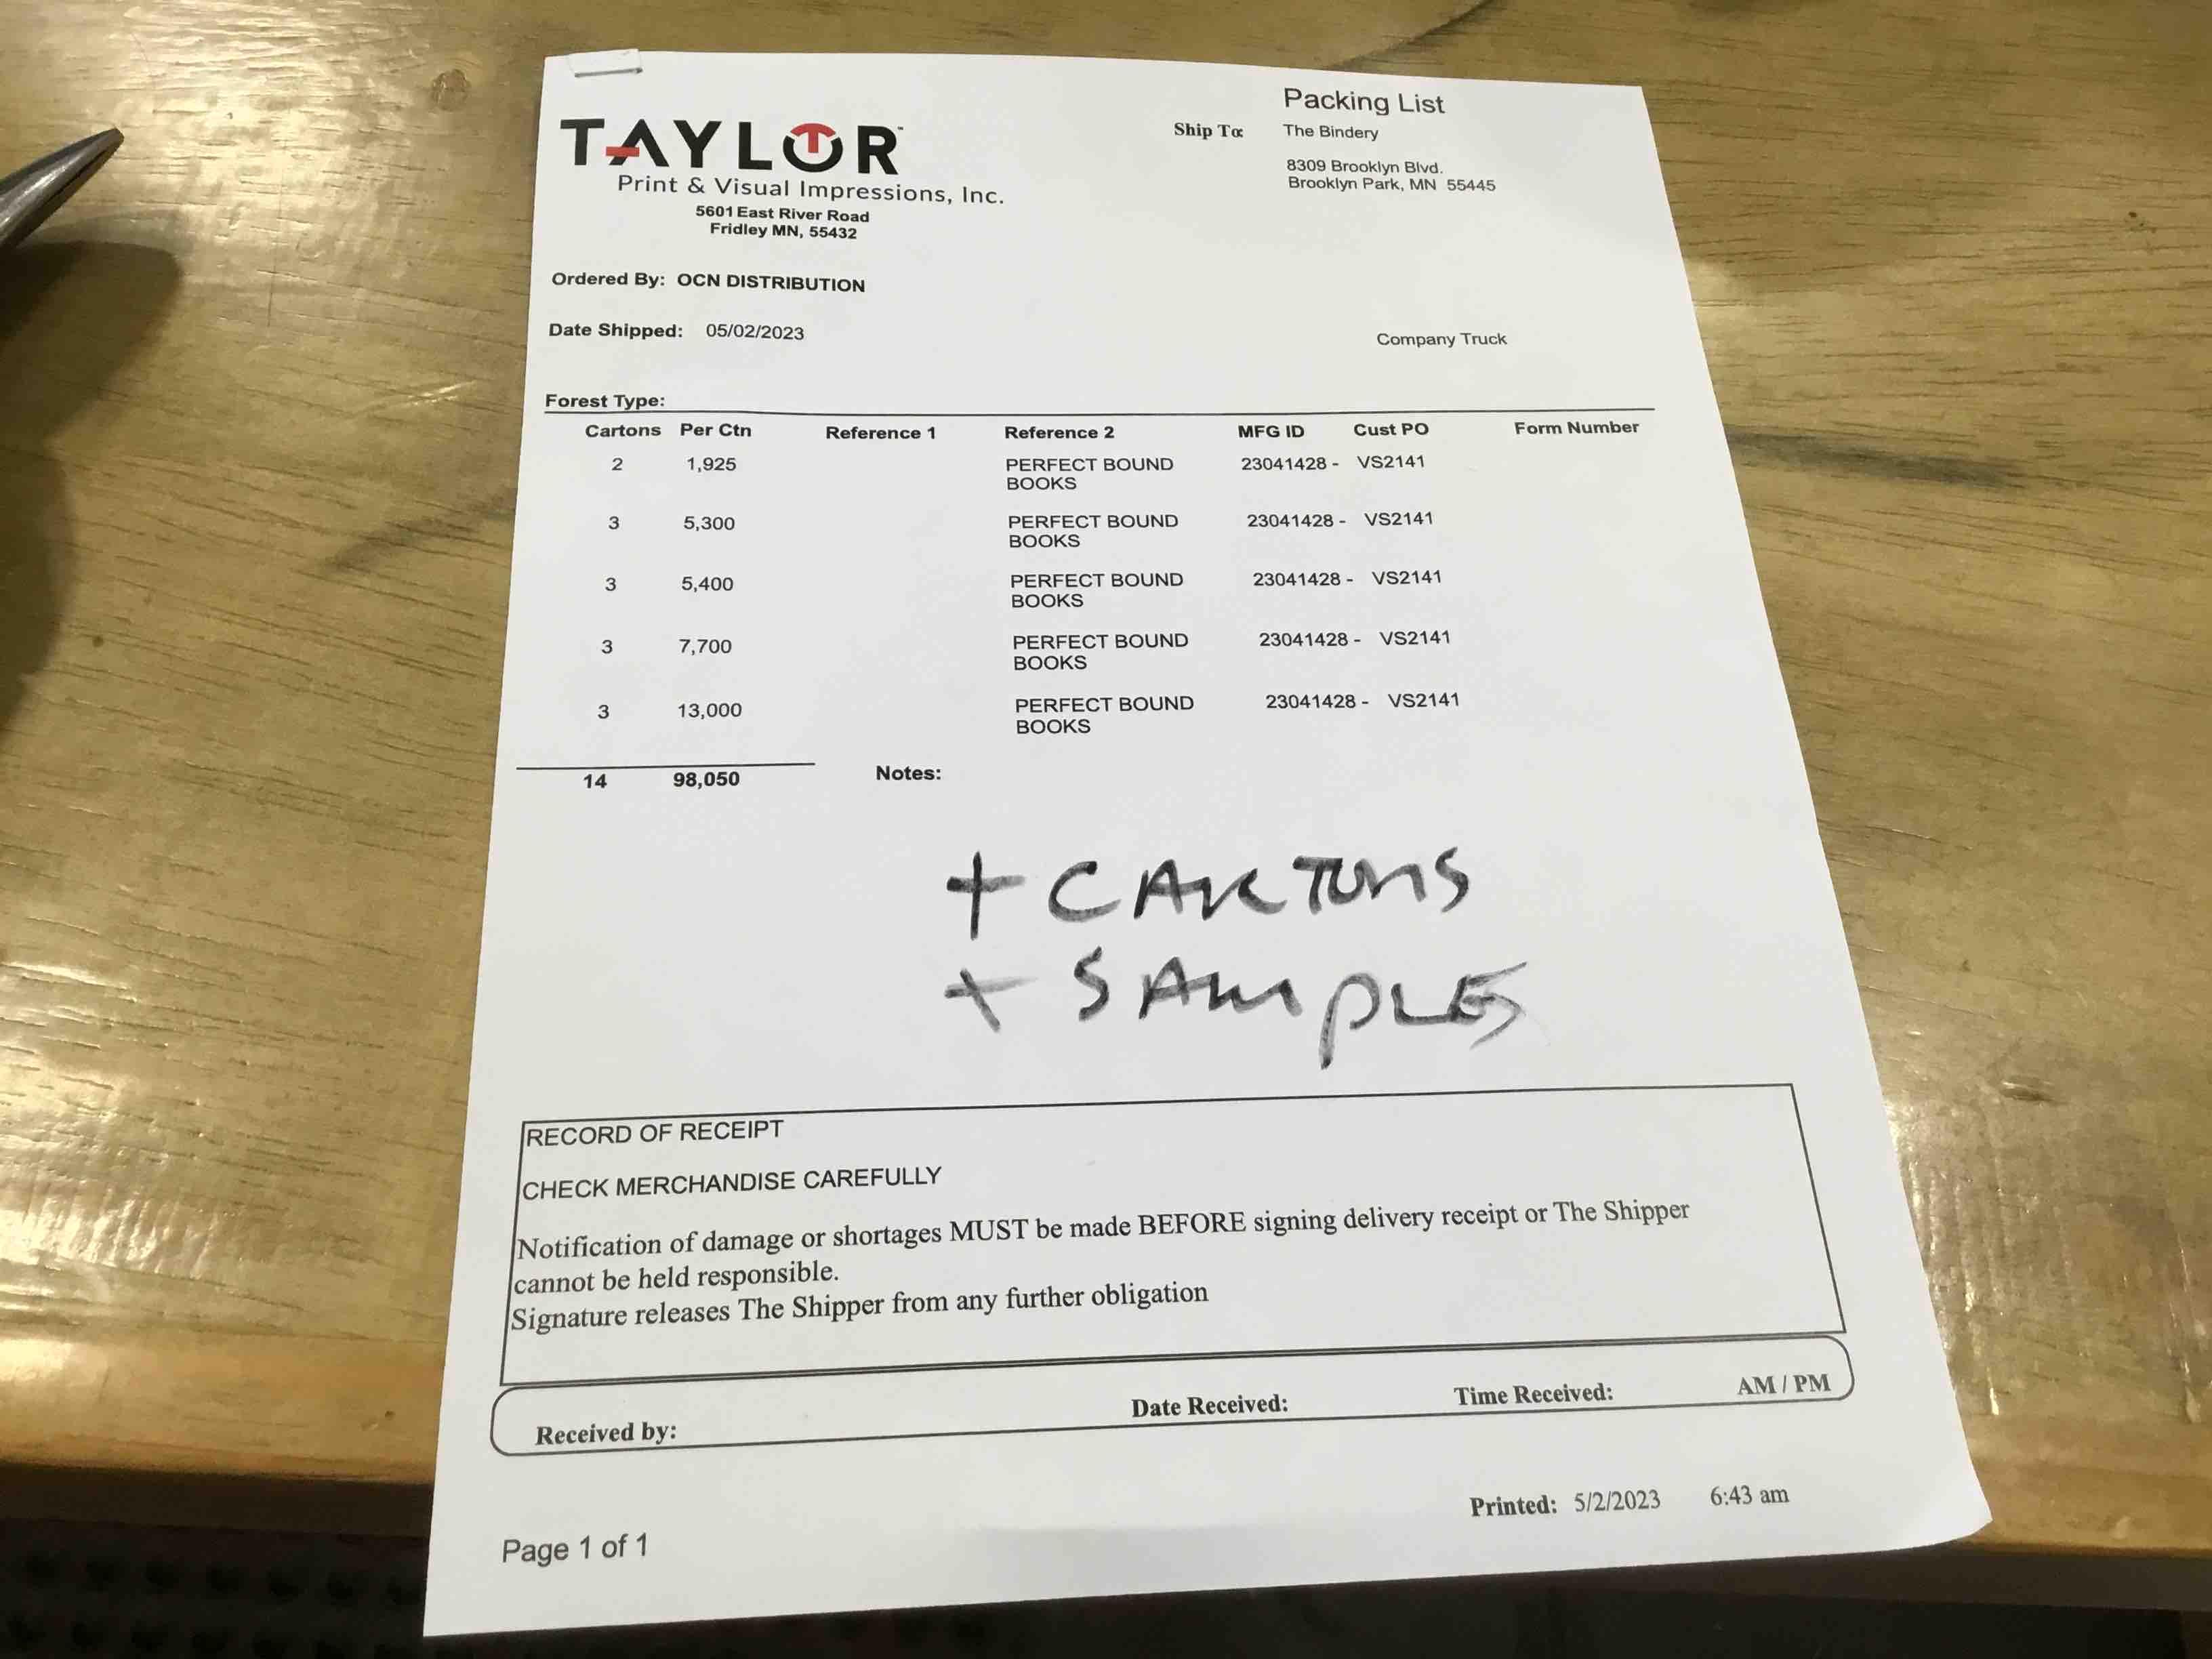 Packing List
TAYLOR™
Print & Visual Impressions, Inc.
5601 East River Road
Fridley MN, 55432
Ship To: The Bindery
8309 Brooklyn Blvd.
Brooklyn Park, MN 55445
Ordered By: OCN DISTRIBUTION
Date Shipped: 05/02/2023 Company Truck
Forest Type:
Cartons Per Ctn Reference 1 Reference 2 MFG ID Cust PO Form Number
2 1,925 PERFECT BOUND 23041428 - VS2141
BOOKS
3 5,300 PERFECT BOUND 23041428 - VS2141
BOOKS
3 5,400 PERFECT BOUND 23041428 - VS2141
BOOKS
3 7,700 PERFECT BOUND 23041428 - VS2141
BOOKS
3 13,000 PERFECT BOUND 23041428 - VS2141
BOOKS
14 98,050 Notes:
+ CARTONS
+ SAMPLES
RECORD OF RECEIPT
CHECK MERCHANDISE CAREFULLY
Notification of damage or shortages MUST be made BEFORE signing delivery receipt or The Shipper
cannot be held responsible.
Signature releases The Shipper from any further obligation
Received by: Date Received: Time Received: AM / PM
Printed: 5/2/2023 6:43 am
Page 1 of 1